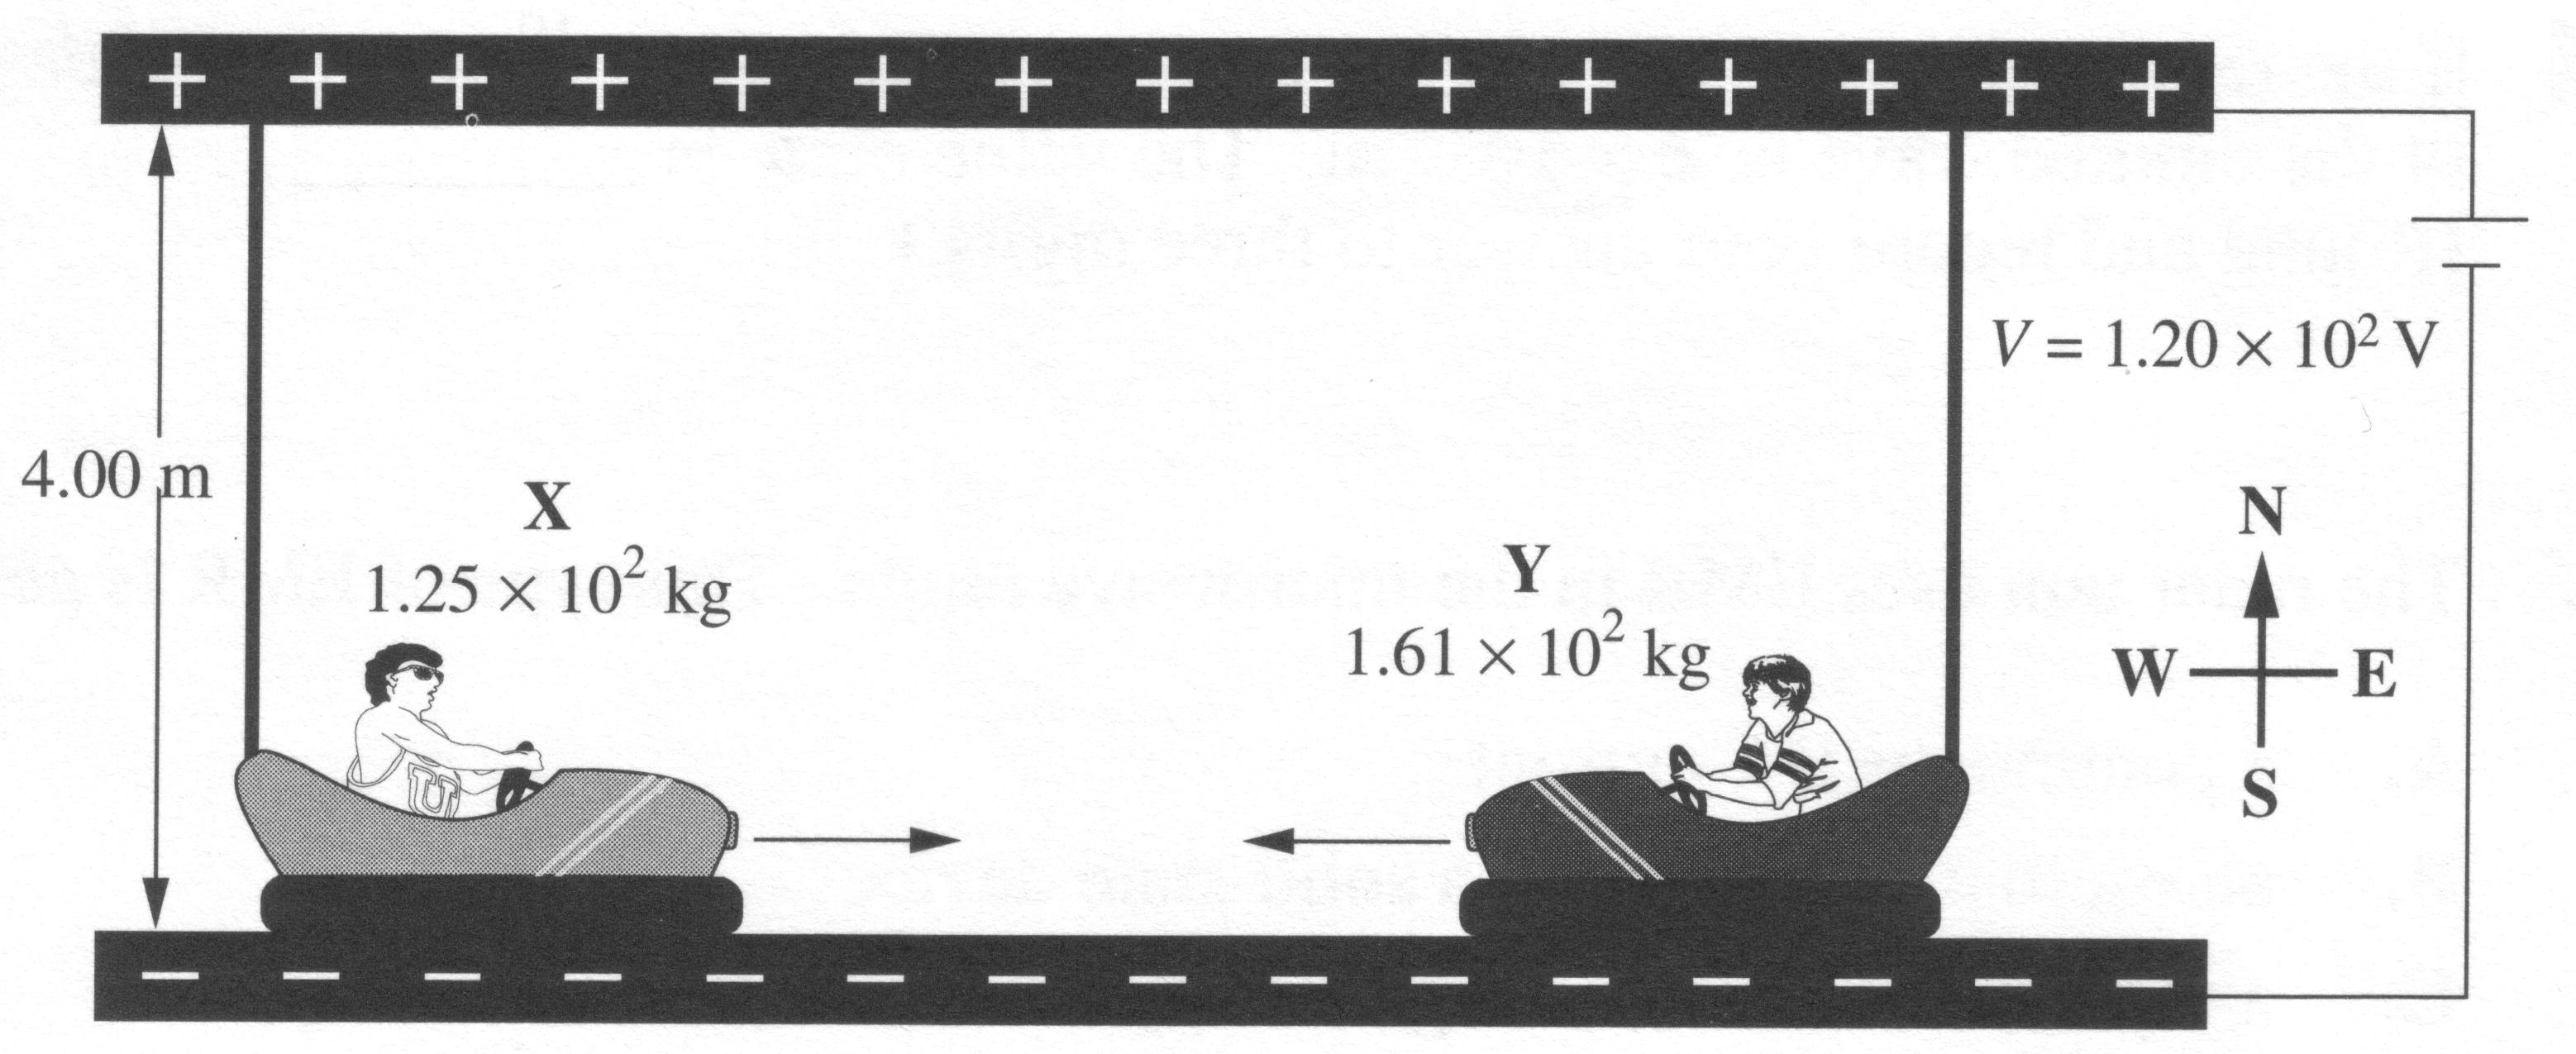 + + + + + + + + + + + + + + +
V = 1.20 × 10² V
4.00 m
X
1.25 × 10² kg
Y
1.61 × 10² kg
N
W E
S
U
− − − − − − − − − − − − − − −